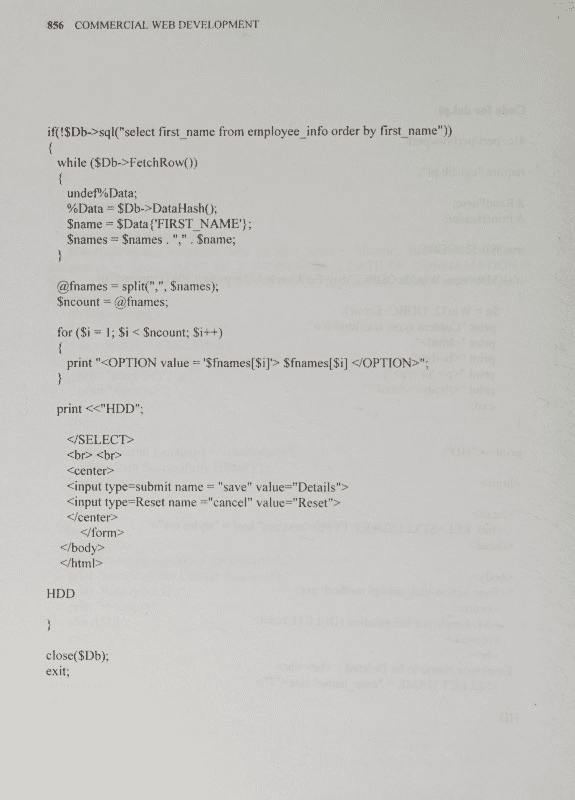 856 COMMERCIAL WEB DEVELOPMENT
if(!$Db->sql("select first_name from employee_info order by first_name"))
{
while ($Db->FetchRow())
{
undef%Data;
%Data = $Db->DataHash();
$name = $Data{'FIRST_NAME'};
$names = $names . "," . $name;
}
@fnames = split(",", $names);
$ncount = @fnames;
for ($i = 1; $i < $ncount; $i++)
{
print "<OPTION value = '$fnames[$i]'> $fnames[$i] </OPTION>";
}
print <<"HDD";
</SELECT>
<br> <br>
<center>
<input type=submit name = "save" value="Details">
<input type=Reset name ="cancel" value="Reset">
</center>
</form>
</body>
</html>
HDD
}
close($Db);
exit;